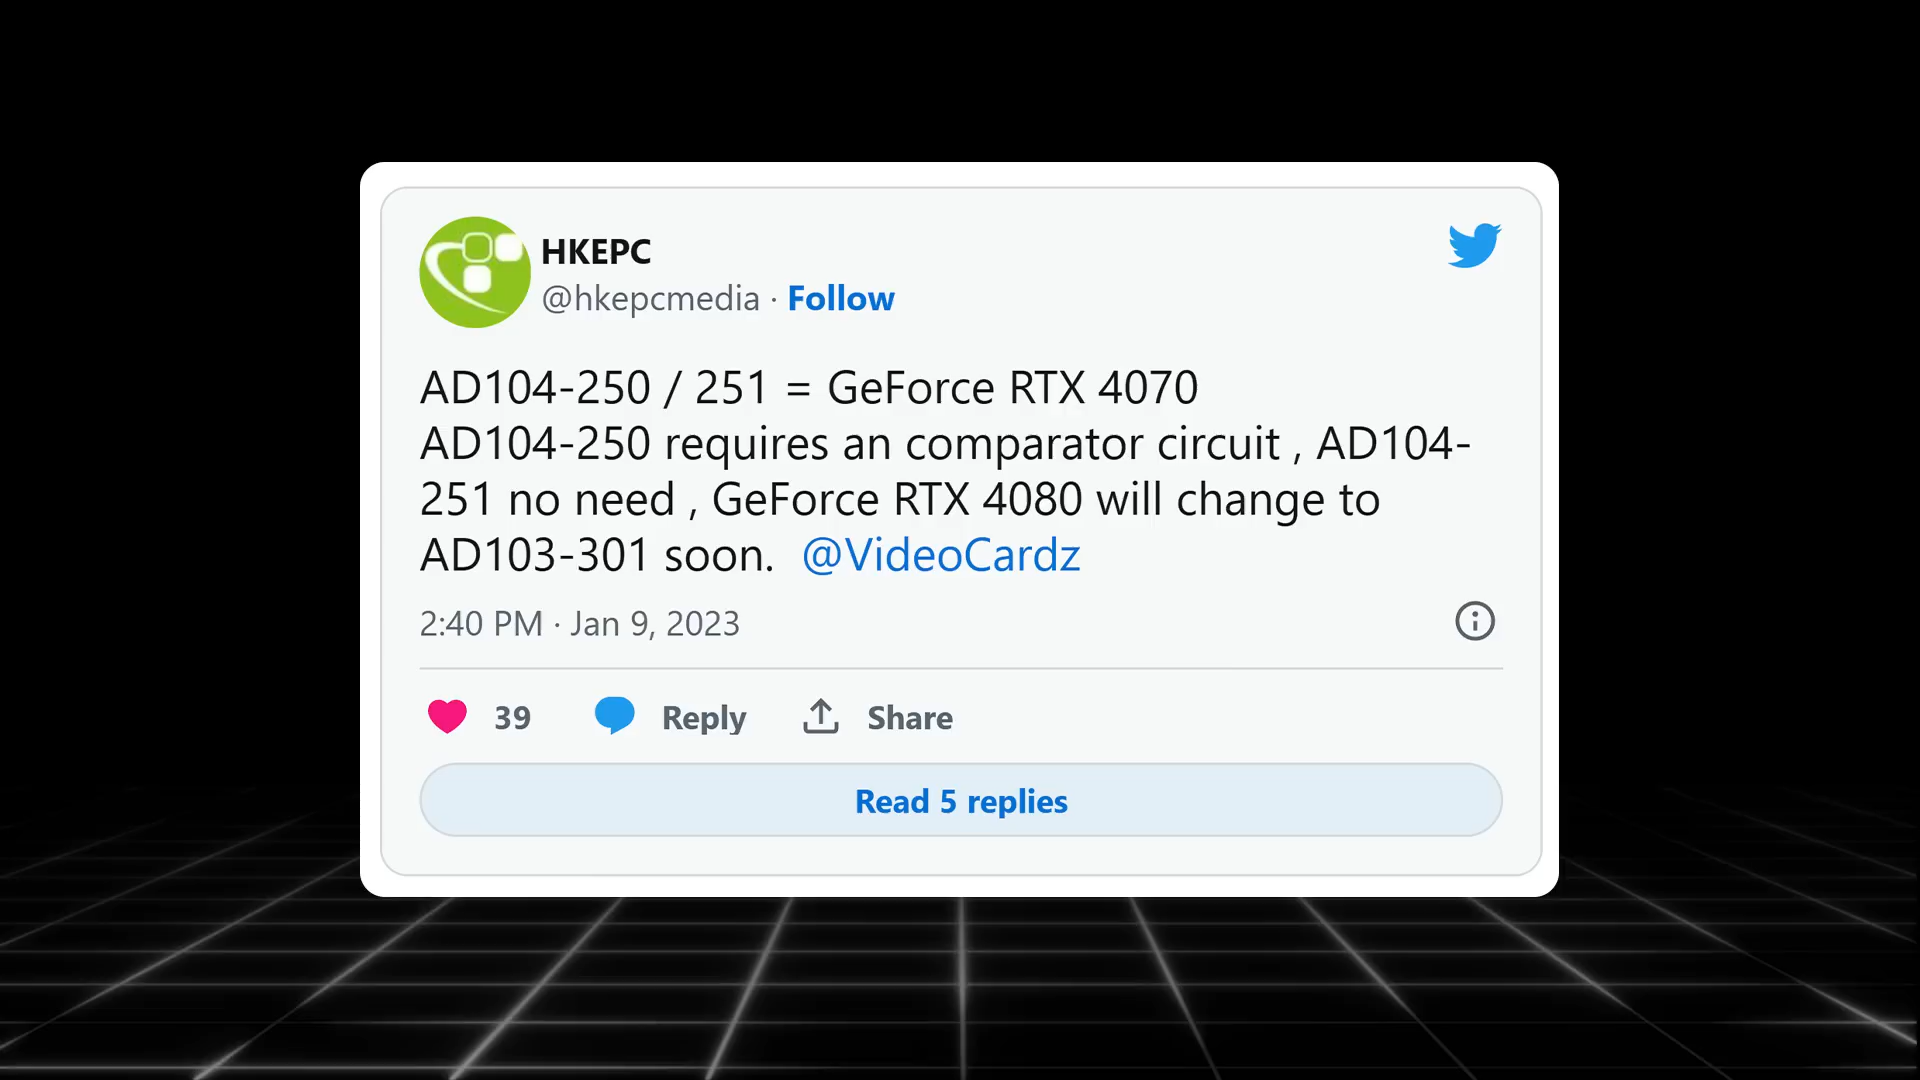 HKEPC
@hkepcmedia · Follow
AD104-250 / 251 = GeForce RTX 4070
AD104-250 requires an comparator circuit , AD104-
251 no need , GeForce RTX 4080 will change to
AD103-301 soon. @VideoCardz
2:40 PM · Jan 9, 2023
39 Reply Share
Read 5 replies